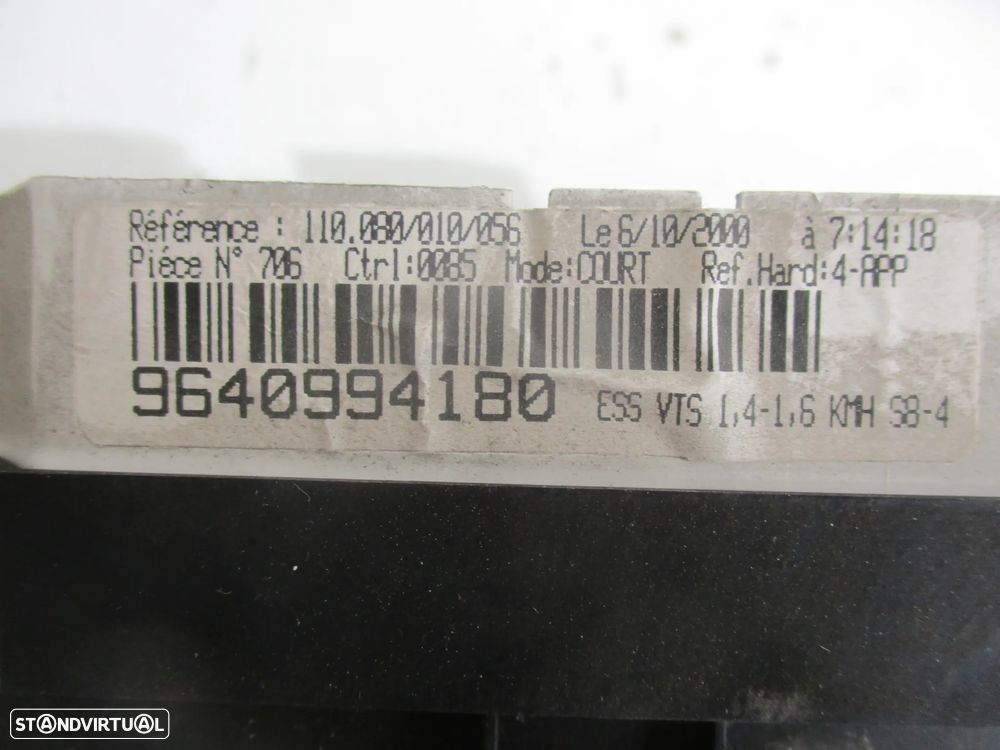 Référence : 110.080/010/056 Le 6/10/2000 à 7:14:18
Piéce N° 706 Ctrl:0085 Mode:COURT Ref.Hard:4-APP
9640994180 ESS VTS 1,4-1,6 KMH S8-4
STANDVIRTUAL